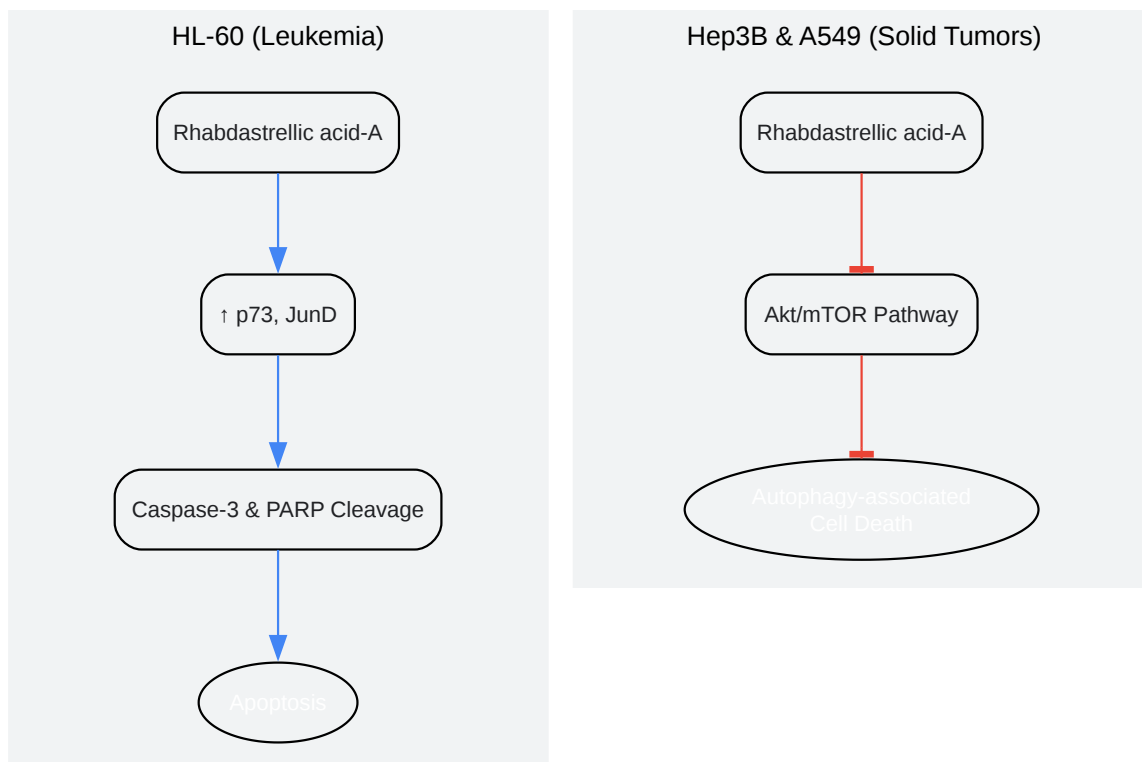 HL-60 (Leukemia)
Rhabdastrellic acid-A
↑ p73, JunD
Caspase-3 & PARP Cleavage
Apoptosis
Hep3B & A549 (Solid Tumors)
Rhabdastrellic acid-A
Akt/mTOR Pathway
Autophagy-associated
Cell Death